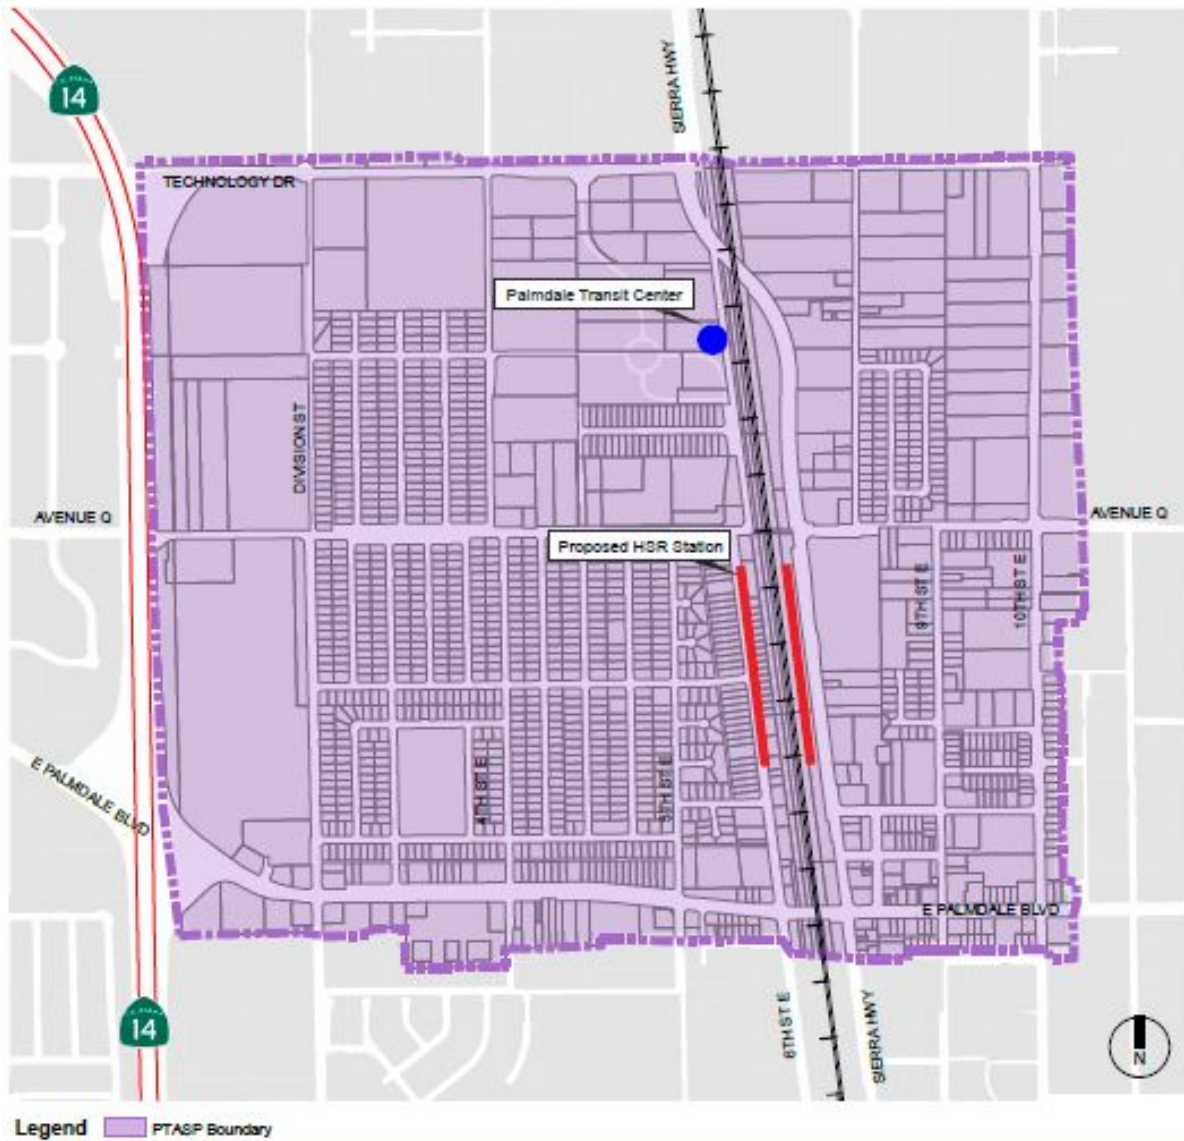 SIERRA HWY
14
TECHNOLOGY DR
Palmdale Transit Center
DIVISION ST
AVENUE Q
AVENUE Q
Proposed HSR Station
9TH ST E
10TH ST E
E PALMDALE BLVD
4TH ST E
5TH ST E
E PALMDALE BLVD
14
6TH ST E
SIERRA HWY
N
Legend PTASP Boundary